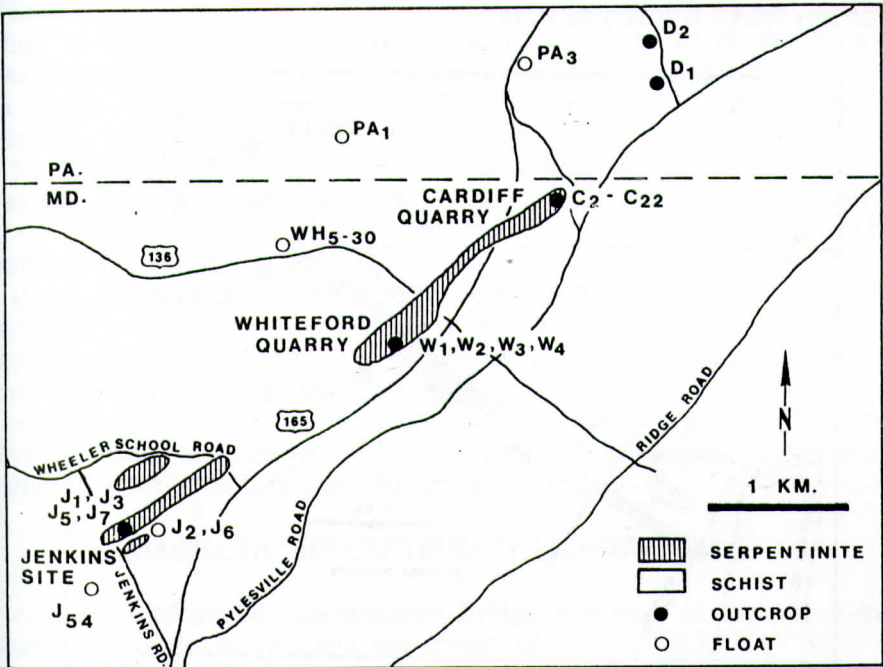 D2
PA3
D1
PA1
PA.
MD.
CARDIFF
QUARRY
C2 - C22
WH5-30
136
WHITEFORD
QUARRY
W1, W2, W3, W4
165
RIDGE ROAD
N
WHEELER SCHOOL ROAD
1 KM.
J1, J3
J5, J7
J2, J6
PYLESVILLE ROAD
JENKINS
SITE
JENKINS RD.
J54
SERPENTINITE
SCHIST
OUTCROP
FLOAT